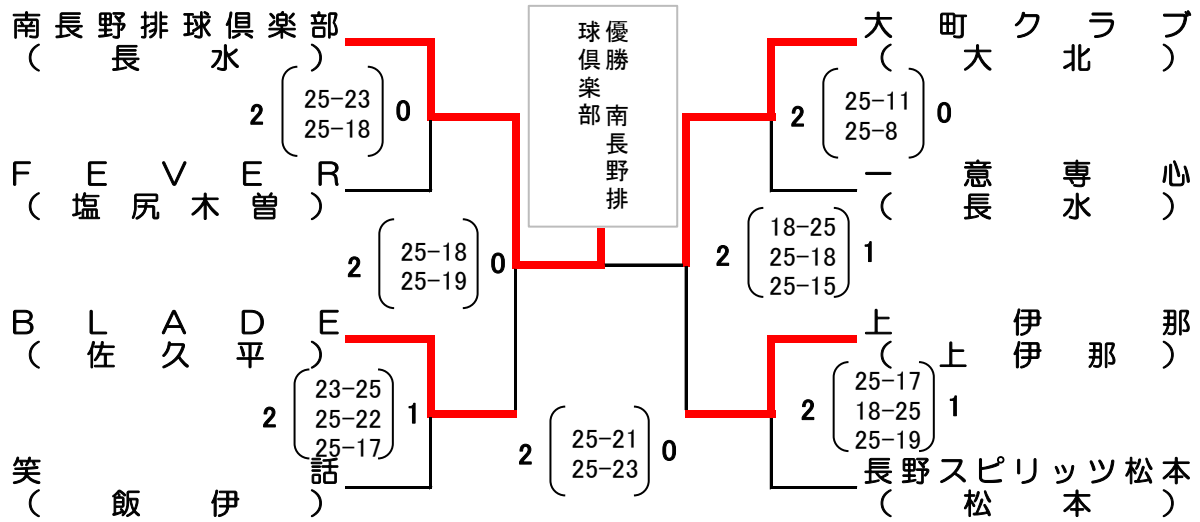 南長野排球倶楽部
(長水)
2 25-23 0
25-18
FEVER
(塩尻木曽)
2 25-18 0
25-19
BLADE
(佐久平)
2 23-25 1
25-22
25-17
笑話
(飯伊)
優勝 南長野排
球倶楽部
2 25-21 0
25-23
大町クラブ
(大北)
2 25-11 0
25-8
一意専心
(長水)
2 18-25 1
25-18
25-15
上伊那
(上伊那)
2 25-17 1
18-25
25-19
長野スピリッツ松本
(松本)